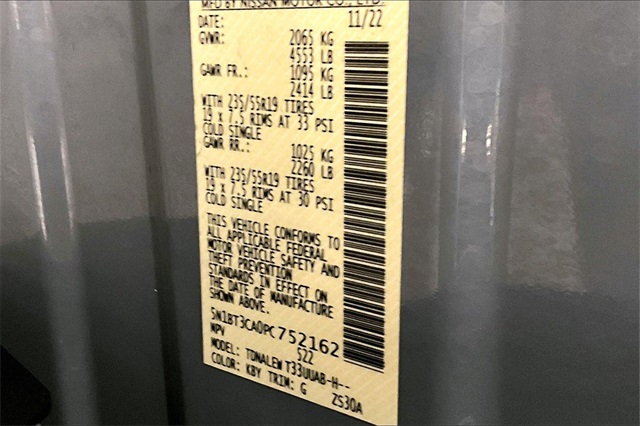 MFD BY NISSAN MOTOR CO., LTD.
DATE: 11/22
GVWR: 2065 KG
4553 LB
GAWR FR.: 1095 KG
2414 LB
WITH 235/55R19 TIRES
19 x 7.5 RIMS AT 33 PSI
COLD SINGLE
GAWR RR.: 1025 KG
2260 LB
WITH 235/55R19 TIRES
19 x 7.5 RIMS AT 30 PSI
COLD SINGLE
THIS VEHICLE CONFORMS TO
ALL APPLICABLE FEDERAL
MOTOR VEHICLE SAFETY AND
THEFT PREVENTION
STANDARDS IN EFFECT ON
THE DATE OF MANUFACTURE
SHOWN ABOVE.
5N1BT3CA0PC752162
MPV 522
MODEL: TDNALEW T33UUAB-H--
COLOR: KBY TRIM: G ZS30A